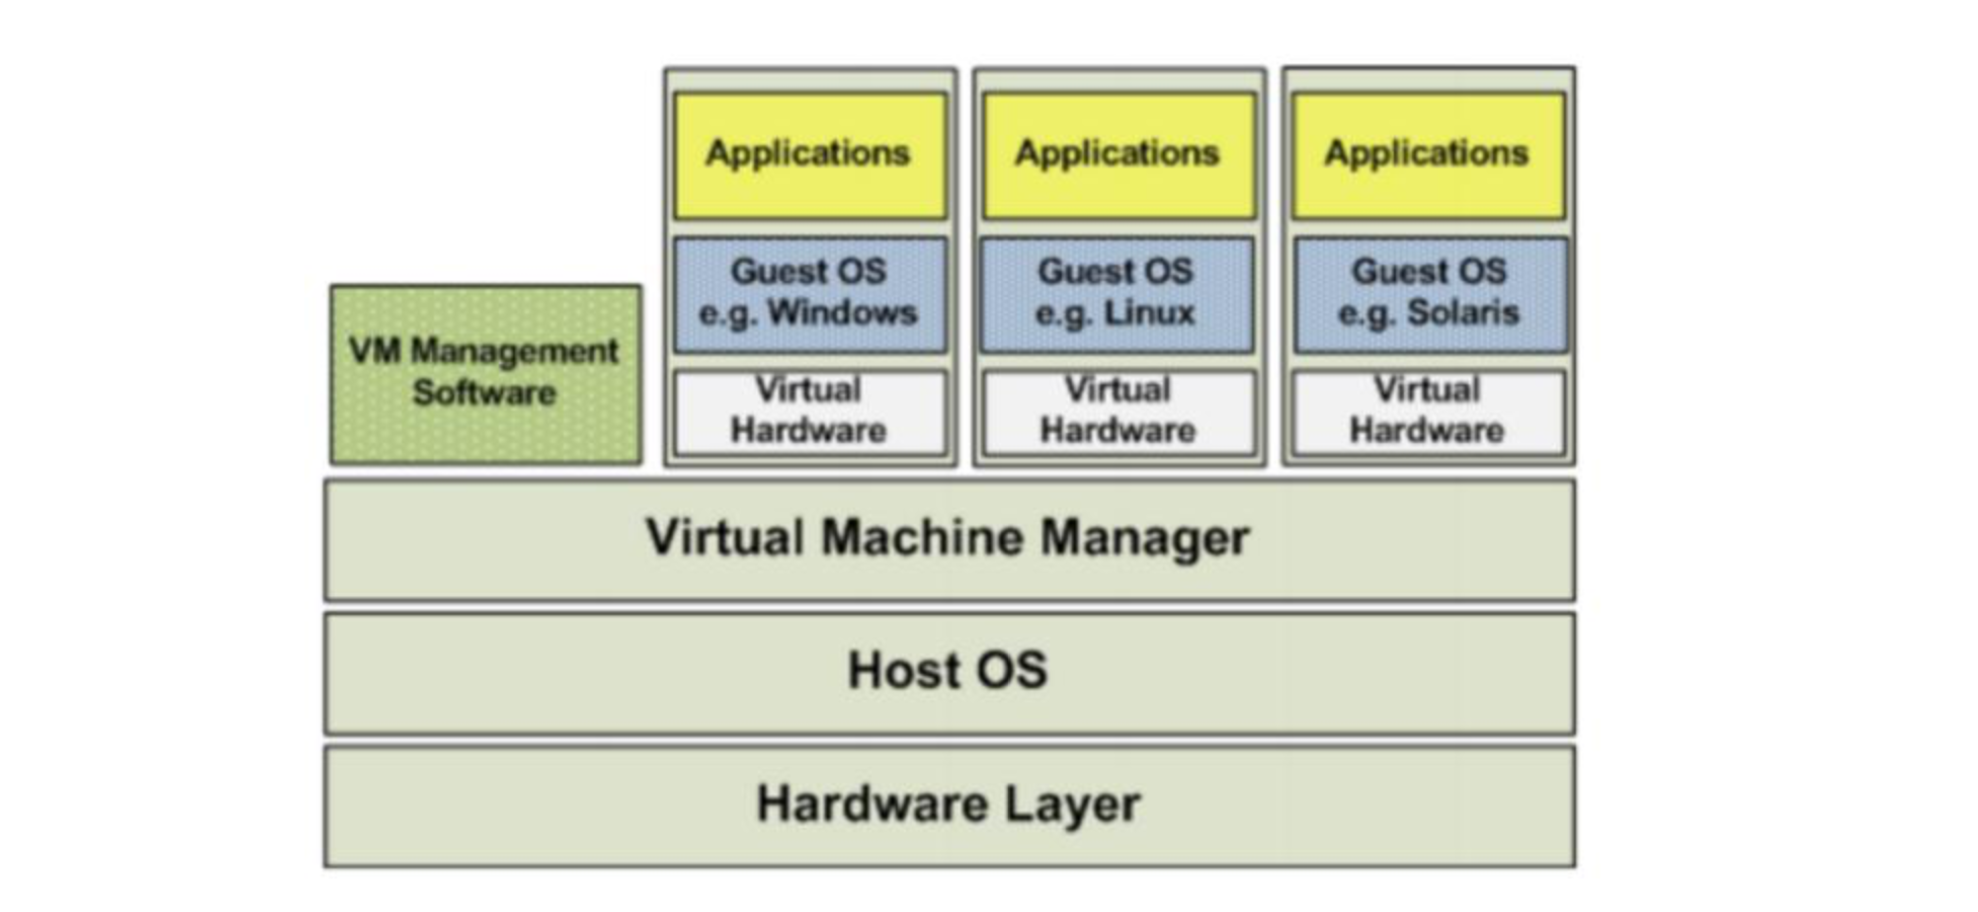 Applications
Applications
Applications
Guest OS
e.g. Windows
Guest OS
e.g. Linux
Guest OS
e.g. Solaris
VM Management
Software
Virtual
Hardware
Virtual
Hardware
Virtual
Hardware
Virtual Machine Manager
Host OS
Hardware Layer